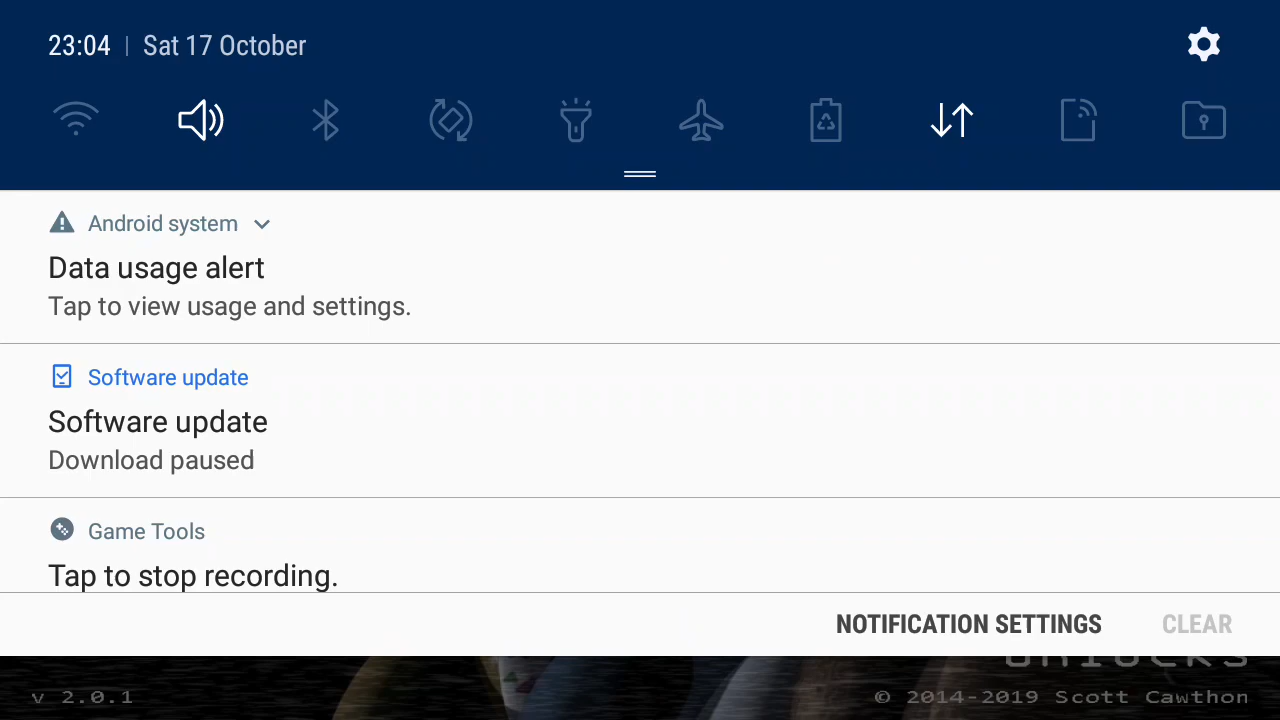 23:04 | Sat 17 October
Android system
Data usage alert
Tap to view usage and settings.
Software update
Software update
Download paused
Game Tools
Tap to stop recording.
NOTIFICATION SETTINGS CLEAR
v 2.0.1
© 2014-2019 Scott Cawthon